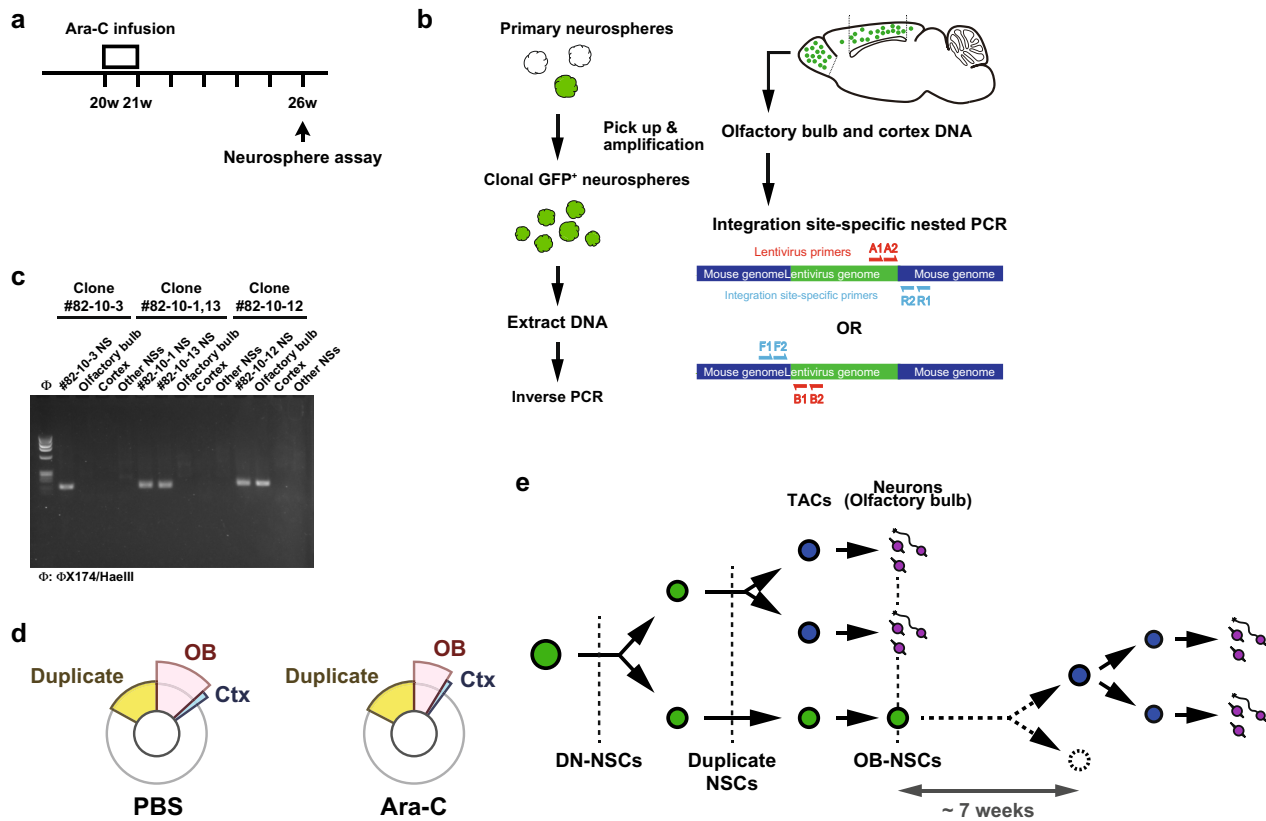 a
Ara-C infusion
20w 21w
26w
Neurosphere assay
b
Primary neurospheres
Pick up &
amplification
Clonal GFP⁺ neurospheres
Extract DNA
Inverse PCR
Olfactory bulb and cortex DNA
Integration site-specific nested PCR
Lentivirus primers
A1 A2
Mouse genome Lentivirus genome Mouse genome
Integration site-specific primers
R2 R1
OR
F1 F2
Mouse genome Lentivirus genome Mouse genome
B1 B2
c
Clone
#82-10-3
Clone
#82-10-1,13
Clone
#82-10-12
Φ
#82-10-3 NS
Olfactory bulb
Cortex
Other NSs
#82-10-1 NS
#82-10-13 NS
Olfactory bulb
Cortex
Other NSs
#82-10-12 NS
Olfactory bulb
Cortex
Other NSs
Φ: ΦX174/HaeIII
d
Duplicate
OB
Ctx
PBS
Duplicate
OB
Ctx
Ara-C
e
TACs
Neurons
(Olfactory bulb)
DN-NSCs
Duplicate
NSCs
OB-NSCs
~ 7 weeks